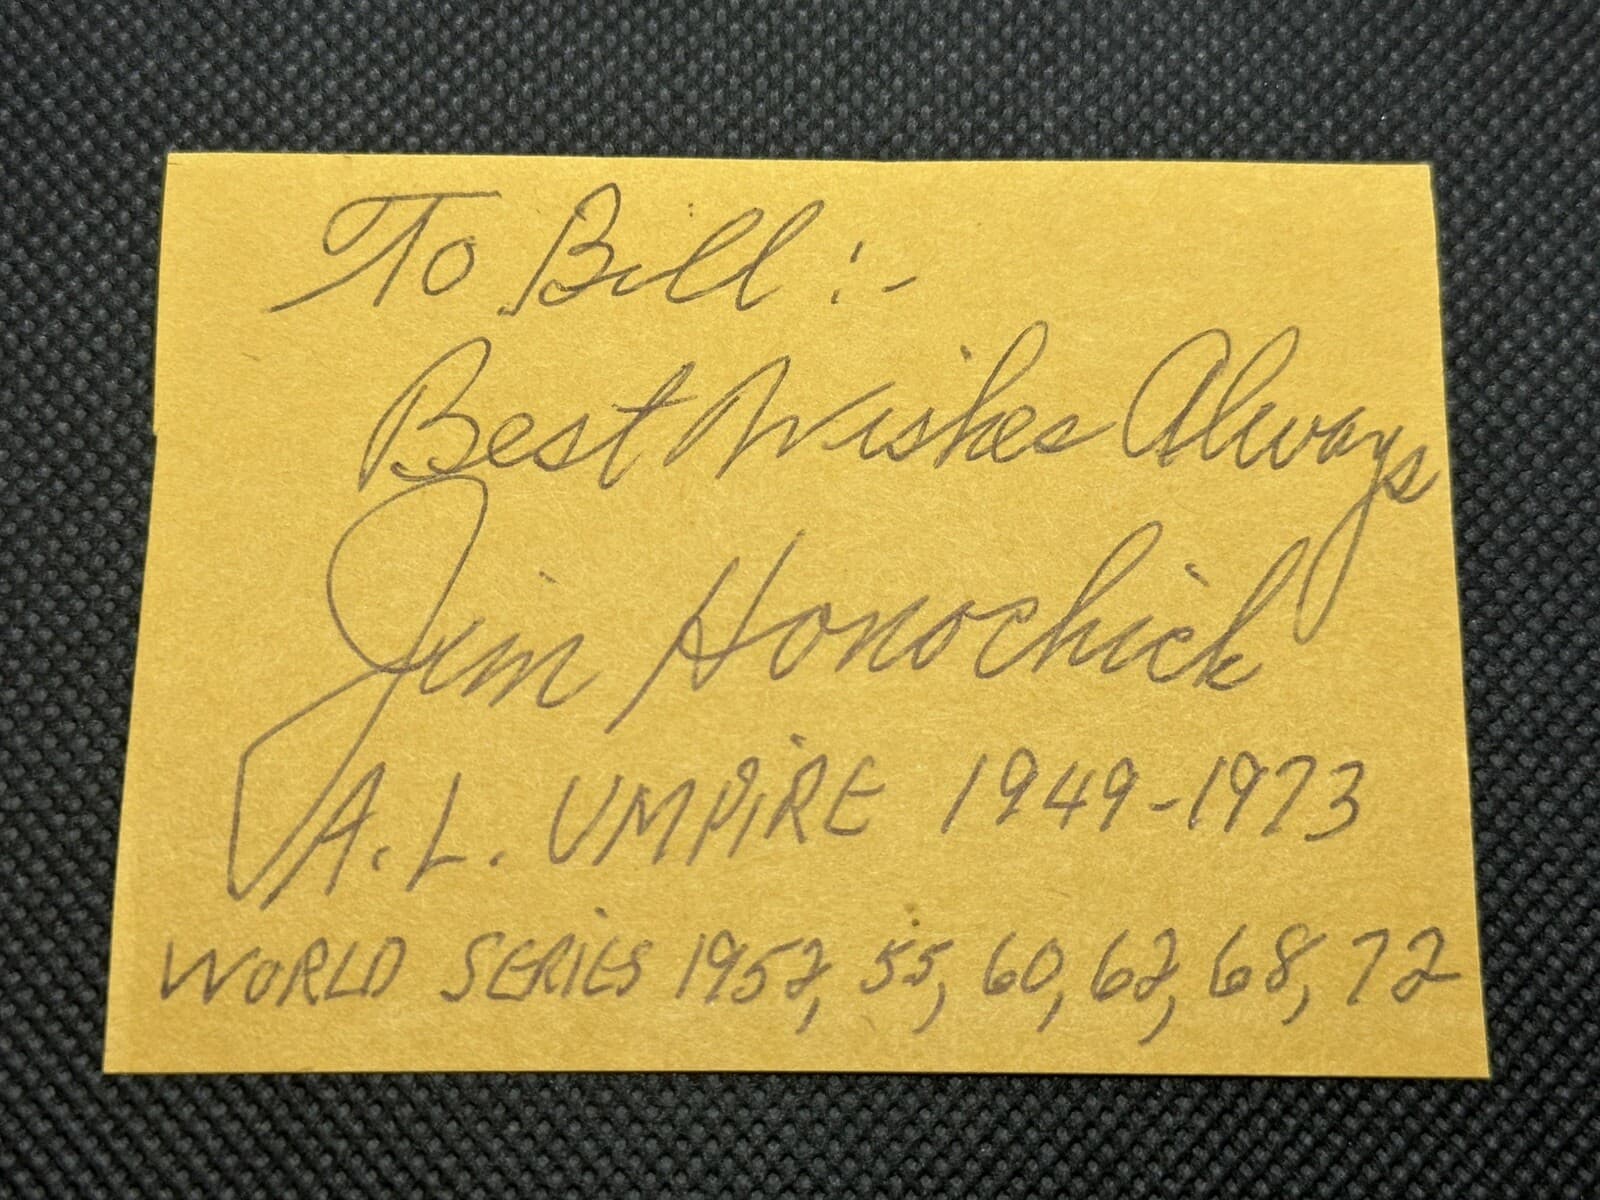 To Bill :-
Best Wishes Always
Jim Honochick
A.L. UMPiRE 1949-1973
WORLD SERIES 1952, 55, 60, 62, 68, 72